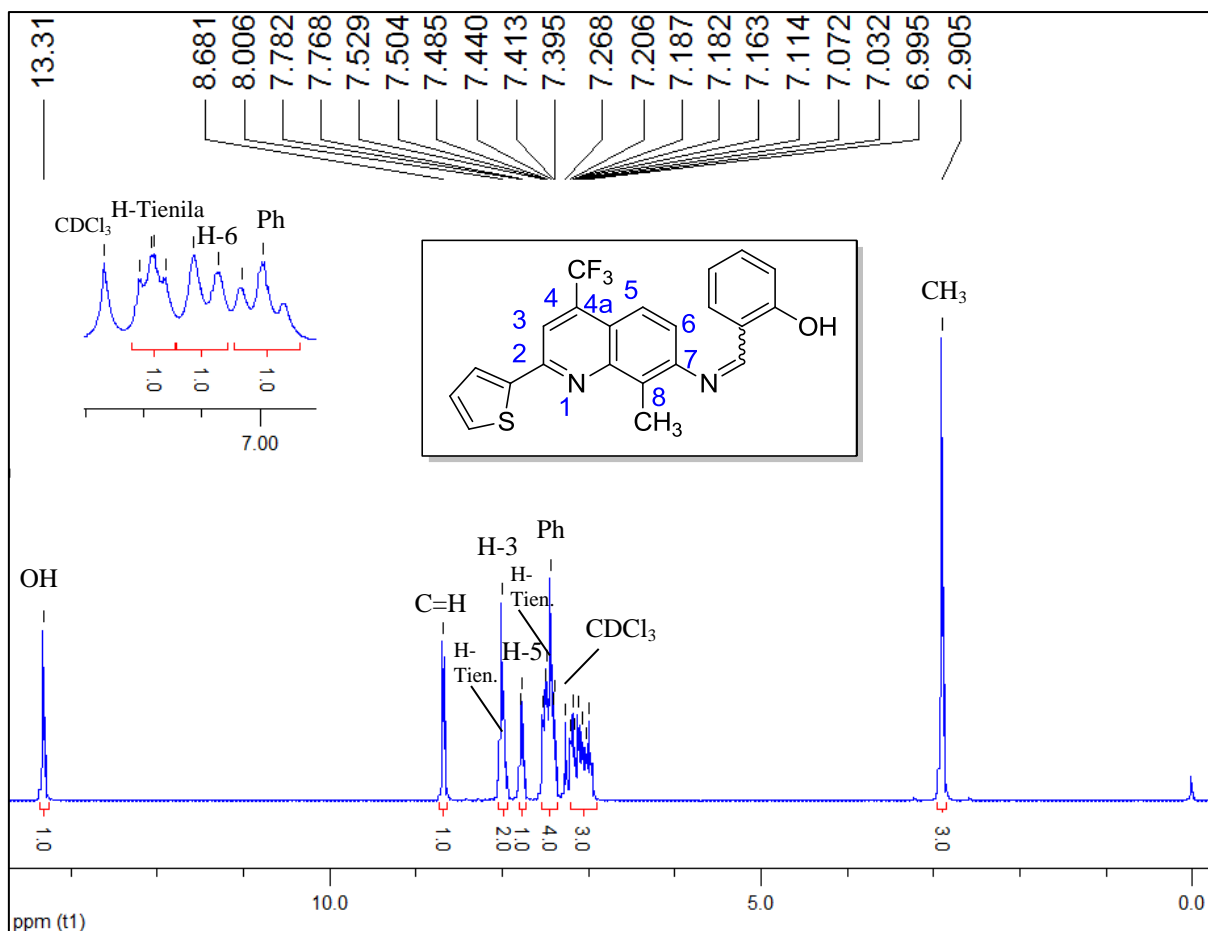 13.31 8.681 8.006 7.782 7.768 7.529 7.504 7.485 7.440 7.413 7.395 7.268 7.206 7.187 7.182 7.163 7.114 7.072 7.032 6.995 2.905
CDCl3
H-Tienila
H-6
Ph
1.0 1.0 1.0
7.00
CF3
4
4a
5
3
6
OH
2
7
N
N
1
8
S
CH3
CH3
OH
C=H
H-
Tien.
H-3
H-5
H-
Tien.
Ph
CDCl3
1.0 1.0 2.0 1.0 4.0 3.0 3.0
10.0 5.0 0.0
ppm (t1)